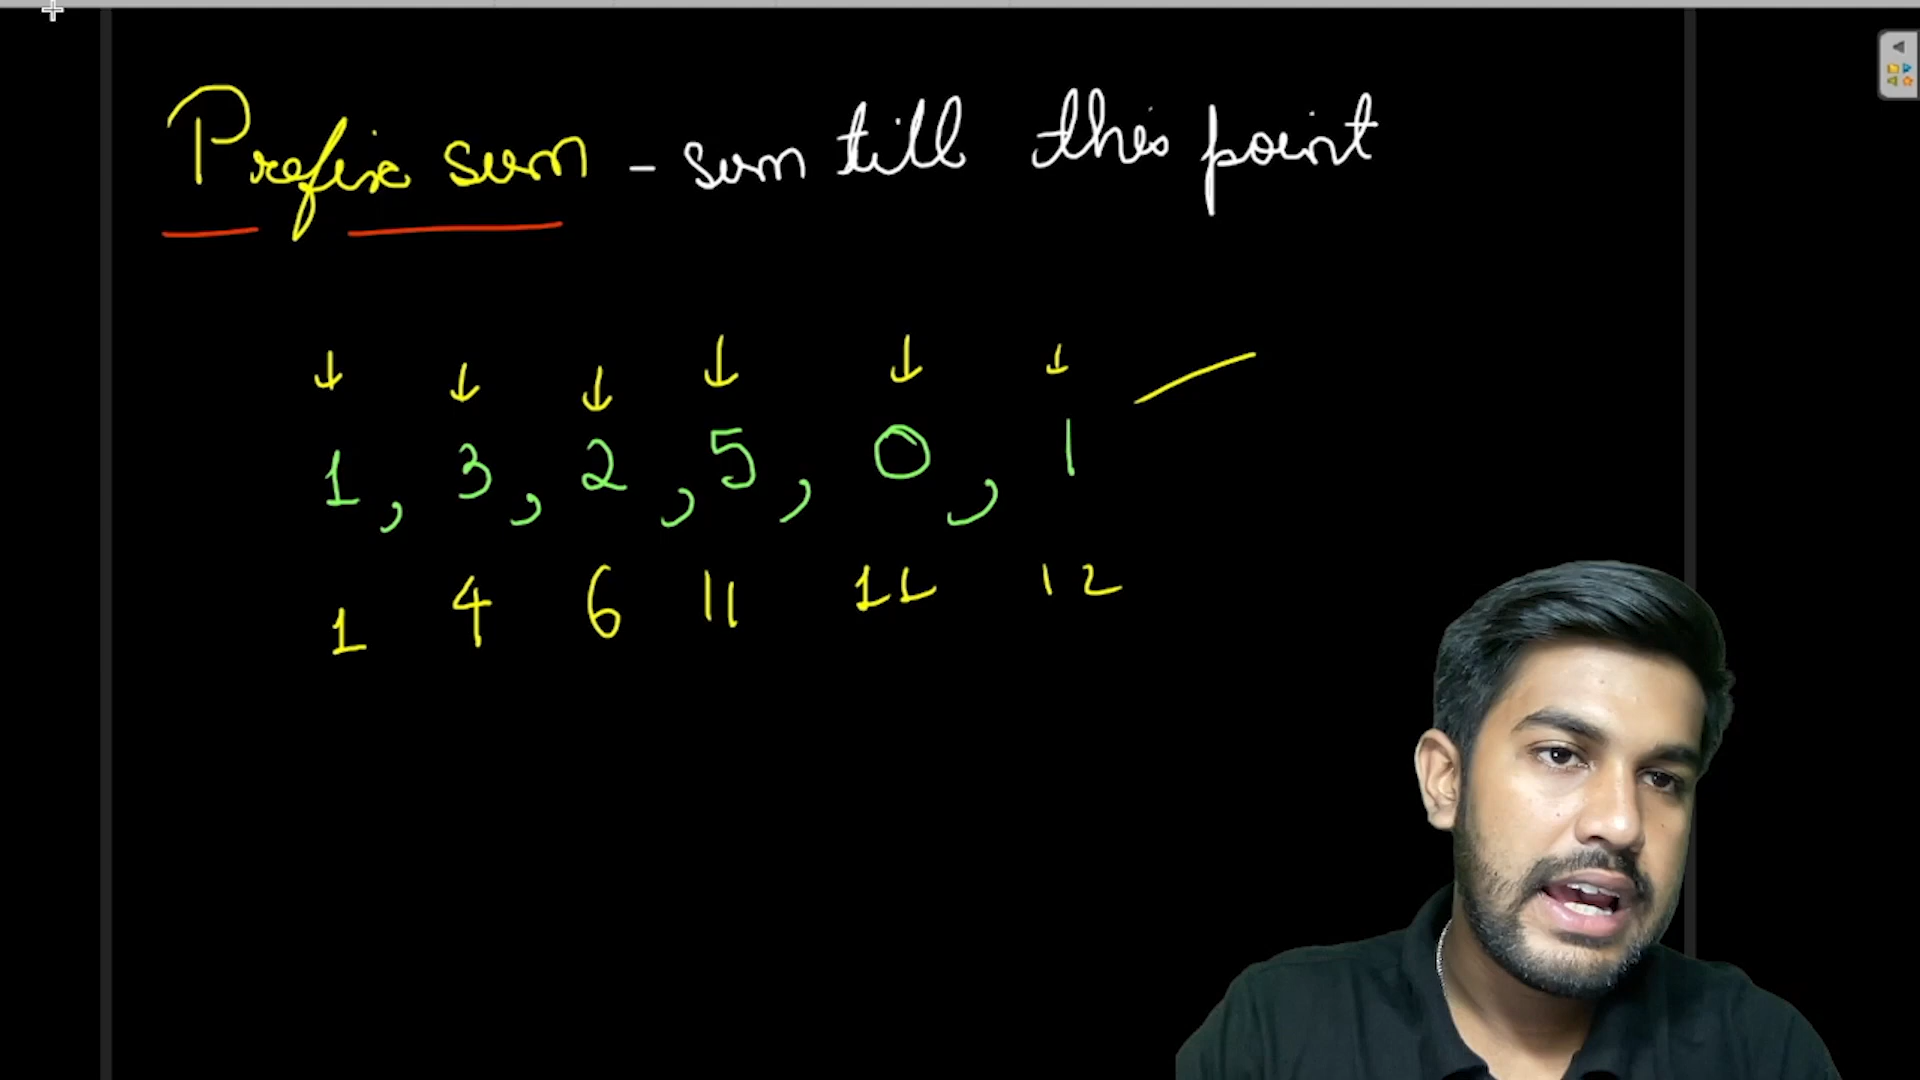 Prefix sum - sum till this point
1, 3, 2, 5, 0, 1
1 4 6 11 11 12